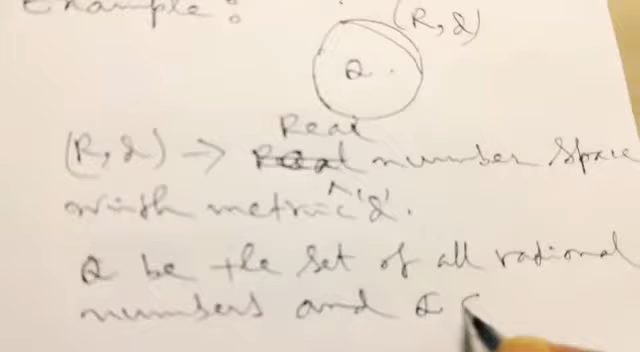 Example:
(R, d)
Q
Real
(R, d) → number space
with metric 'd'.
Q be the set of all rational
numbers and Q